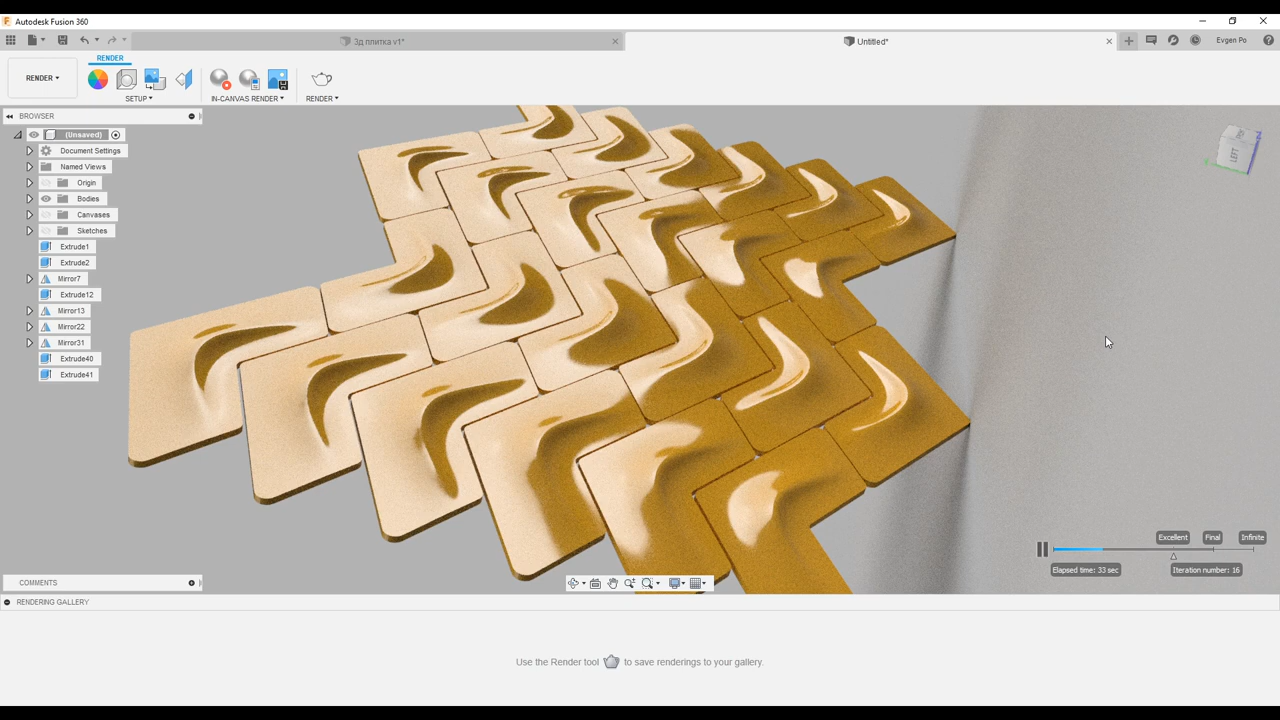 Autodesk Fusion 360
3д плитка v1*
Untitled*
Evgen Po
RENDER
RENDER
SETUP
IN-CANVAS RENDER
RENDER
BROWSER
(Unsaved)
Document Settings
Named Views
Origin
Bodies
Canvases
Sketches
Extrude1
Extrude2
Mirror7
Extrude12
Mirror13
Mirror22
Mirror31
Extrude40
Extrude41
LEFT
Excellent
Final
Infinite
Elapsed time: 33 sec
Iteration number: 16
COMMENTS
RENDERING GALLERY
Use the Render tool to save renderings to your gallery.